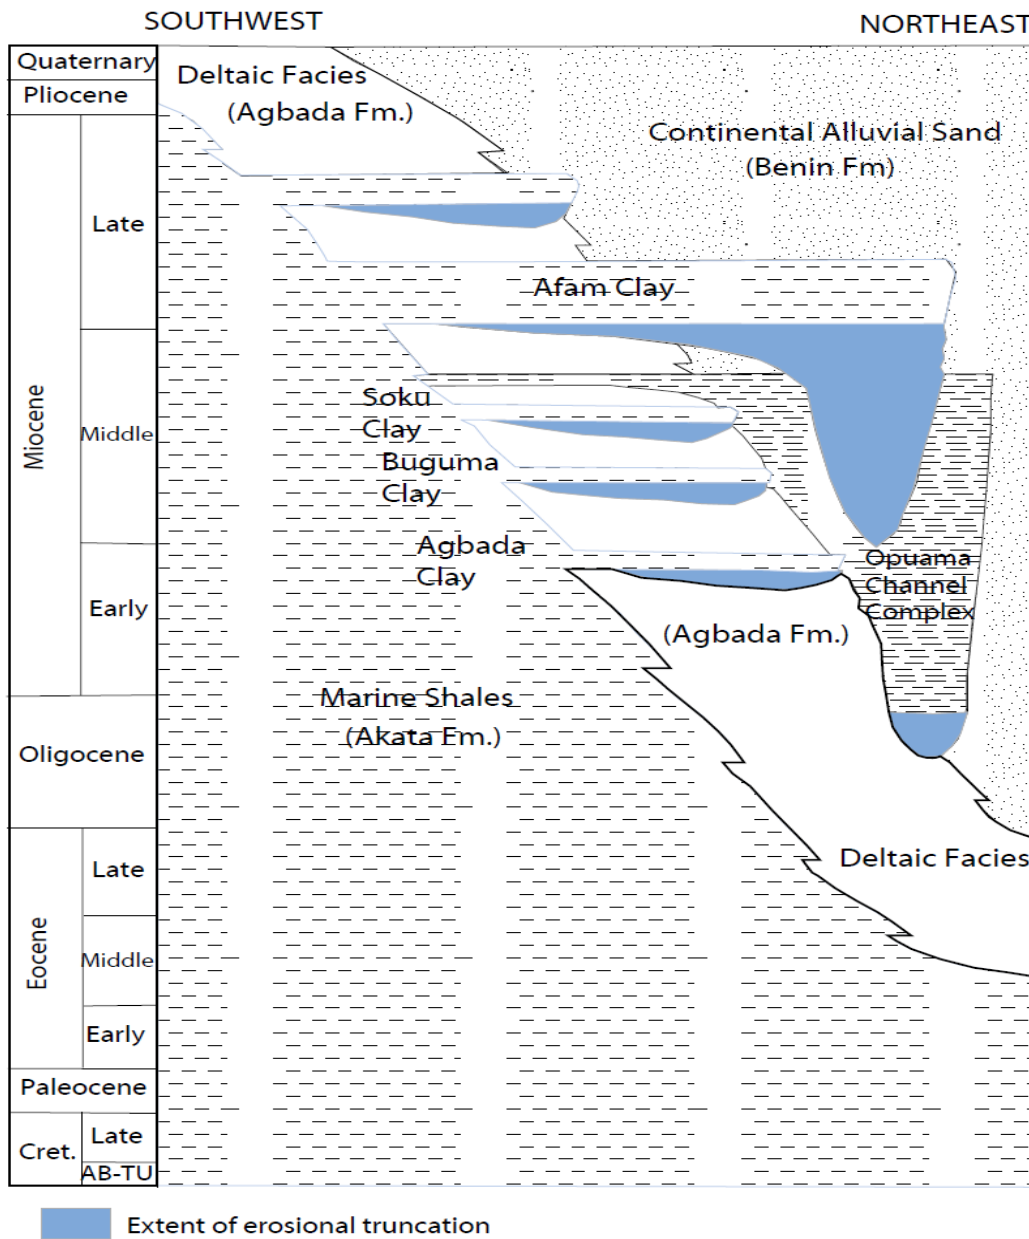 SOUTHWEST
NORTHEAST
Quaternary
Pliocene
Miocene
Late
Middle
Early
Oligocene
Eocene
Late
Middle
Early
Paleocene
Cret.
Late
AB-TU
Deltaic Facies
(Agbada Fm.)
Continental Alluvial Sand
(Benin Fm)
Afam Clay
Soku
Clay
Buguma
Clay
Agbada
Clay
Opuama
Channel
Complex
(Agbada Fm.)
Marine Shales
(Akata Fm.)
Deltaic Facies
Extent of erosional truncation